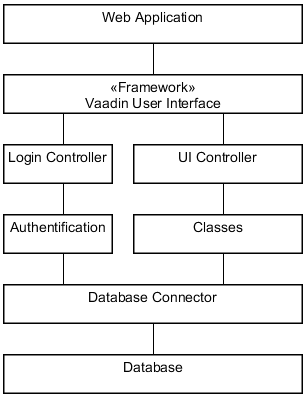 Web Application
«Framework»
Vaadin User Interface
Login Controller
UI Controller
Authentification
Classes
Database Connector
Database